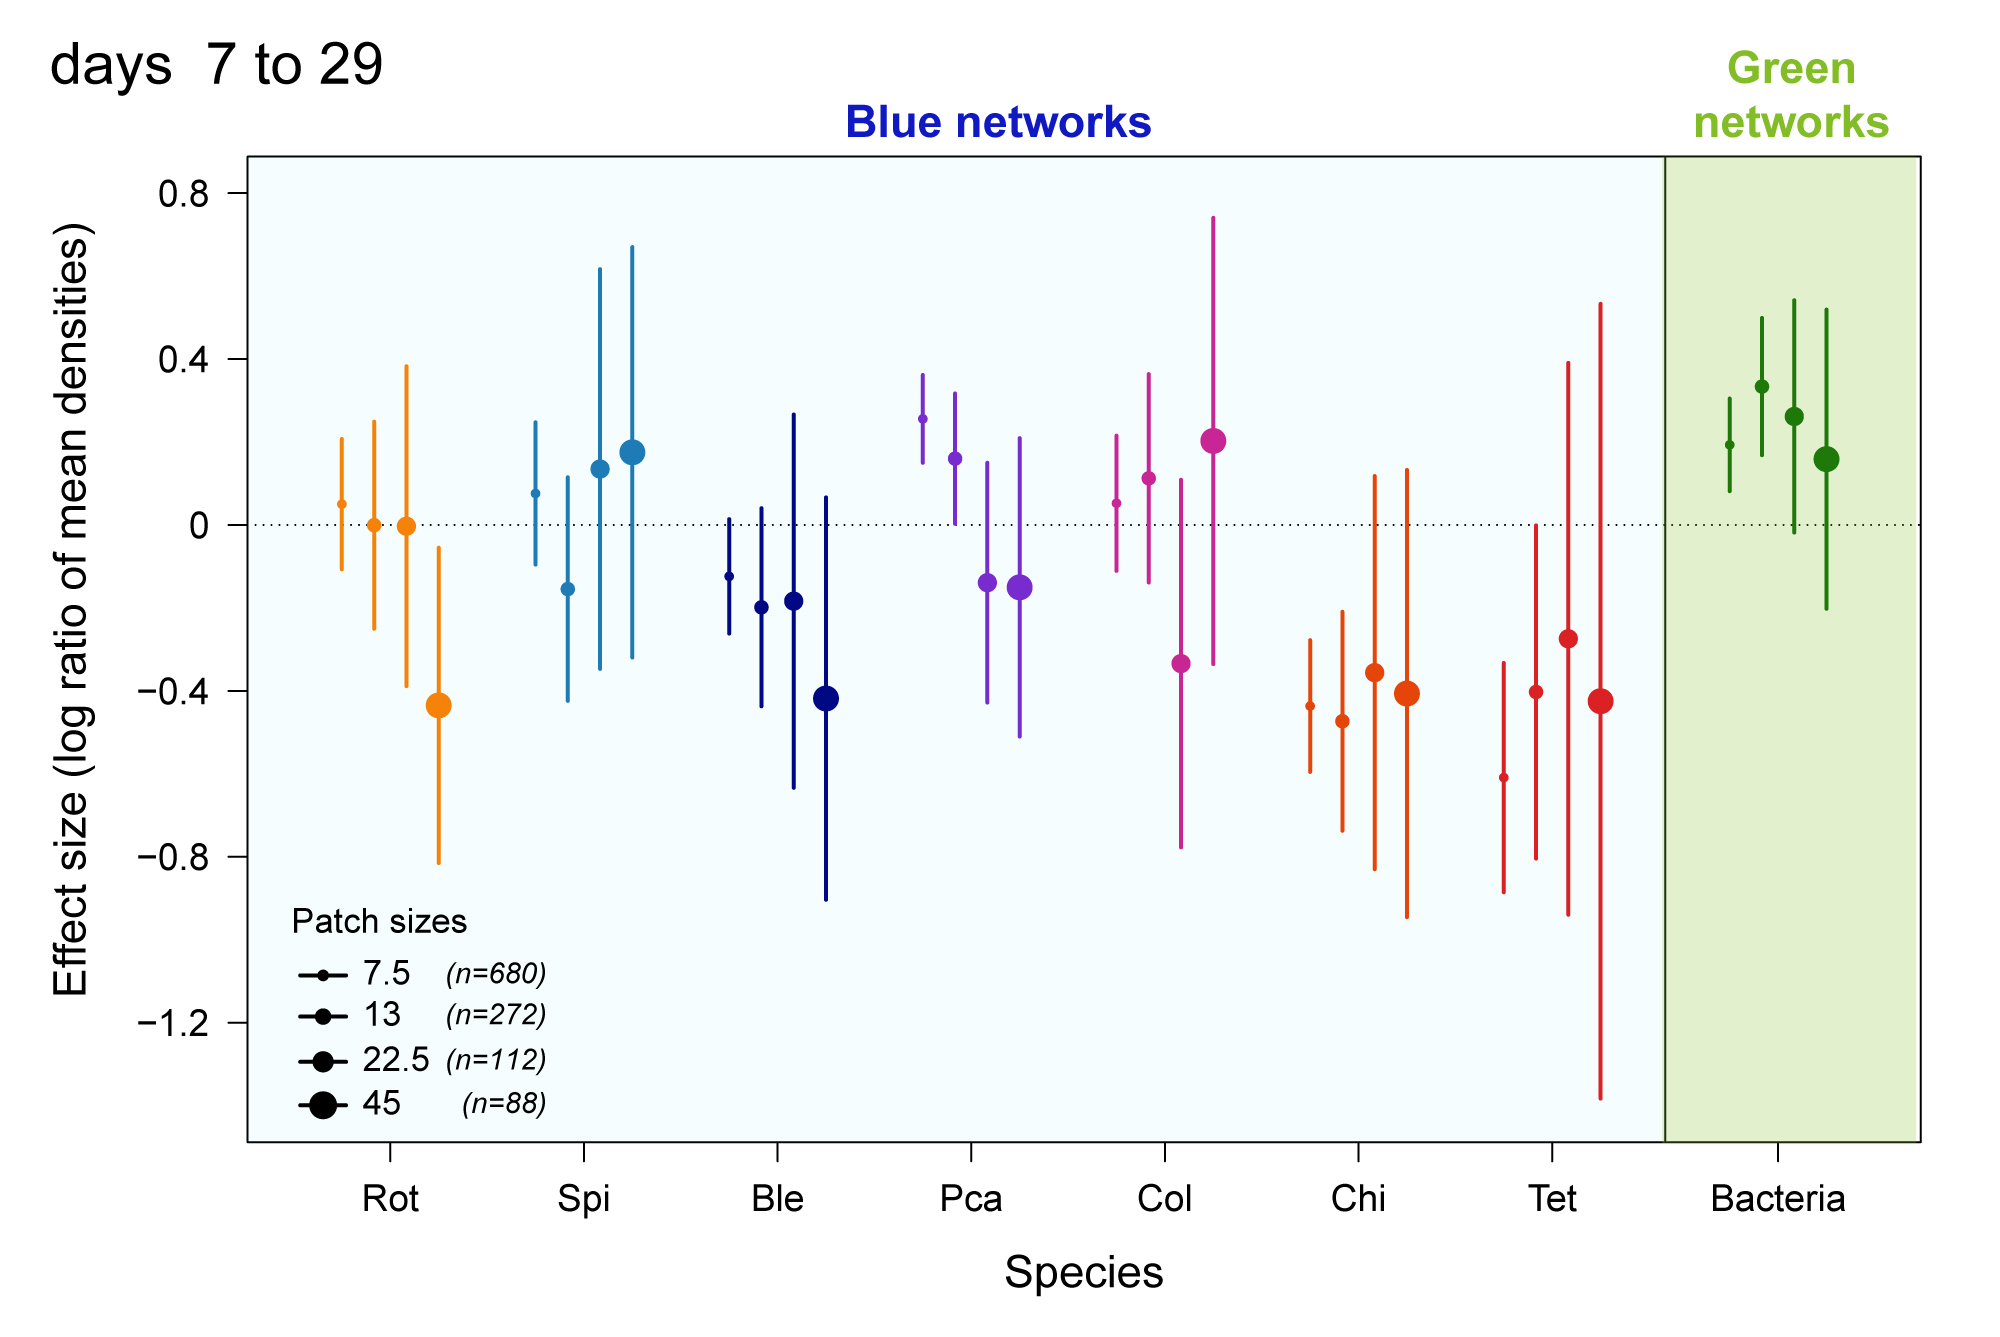 days 7 to 29
Green
networks
Blue networks
Effect size (log ratio of mean densities)
0.8
0.4
0
−0.4
−0.8
−1.2
Patch sizes
7.5 (n=680)
13 (n=272)
22.5 (n=112)
45 (n=88)
Rot Spi Ble Pca Col Chi Tet Bacteria
Species